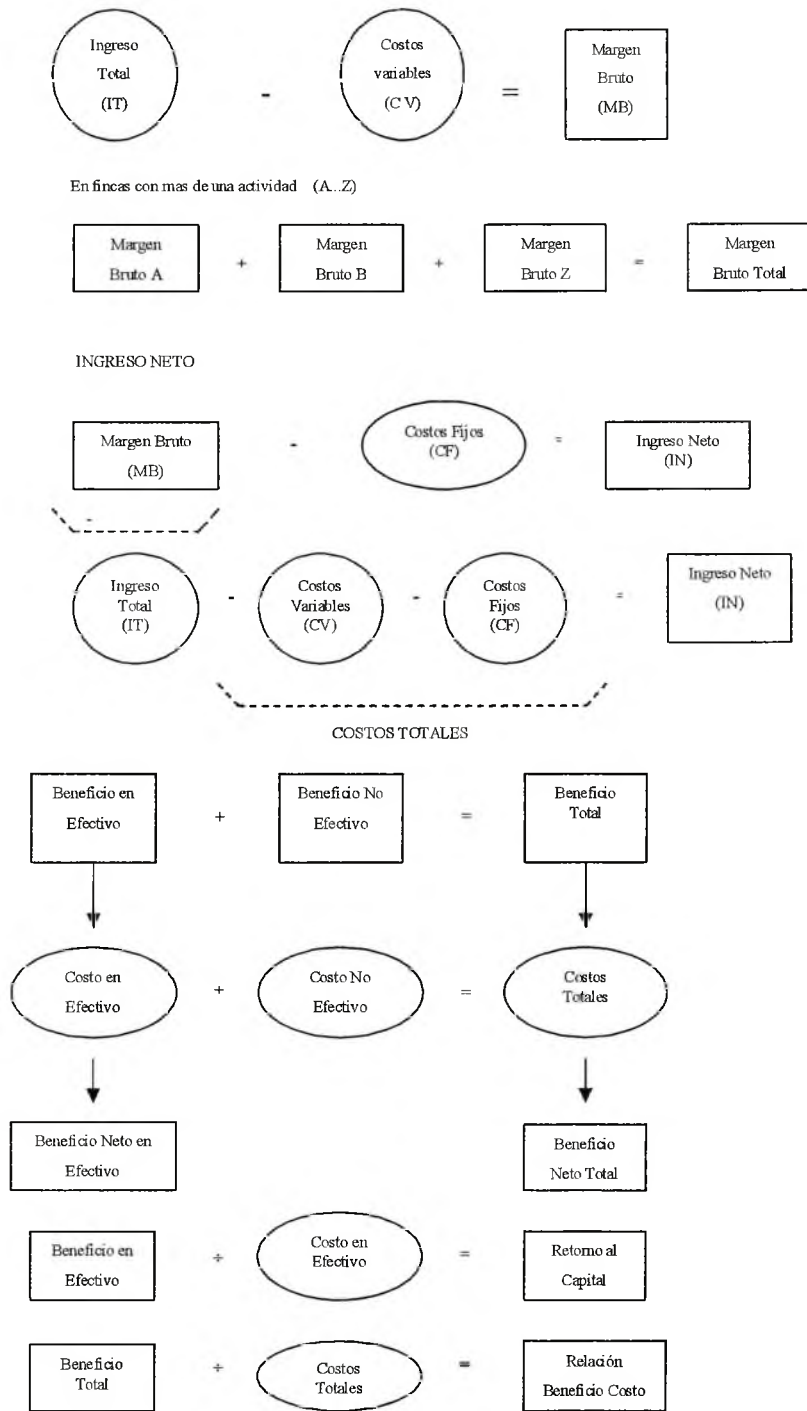 Ingreso
Total
(IT)
-
Costos
variables
(C V)
=
Margen
Bruto
(MB)
En fincas con mas de una actividad (A...Z)
Margen
Bruto A
+
Margen
Bruto B
+
Margen
Bruto Z
=
Margen
Bruto Total
INGRESO NETO
Margen Bruto
(MB)
-
Costos Fijos
(CF)
=
Ingreso Neto
(IN)
Ingreso
Total
(IT)
-
Costos
Variables
(CV)
-
Costos
Fijos
(CF)
=
Ingreso Neto
(IN)
COSTOS TOTALES
Beneficio en
Efectivo
+
Beneficio No
Efectivo
=
Beneficio
Total
Costo en
Efectivo
+
Costo No
Efectivo
=
Costos
Totales
Beneficio Neto en
Efectivo
Beneficio
Neto Total
Beneficio en
Efectivo
÷
Costo en
Efectivo
=
Retorno al
Capital
Beneficio
Total
÷
Costos
Totales
=
Relación
Beneficio Costo